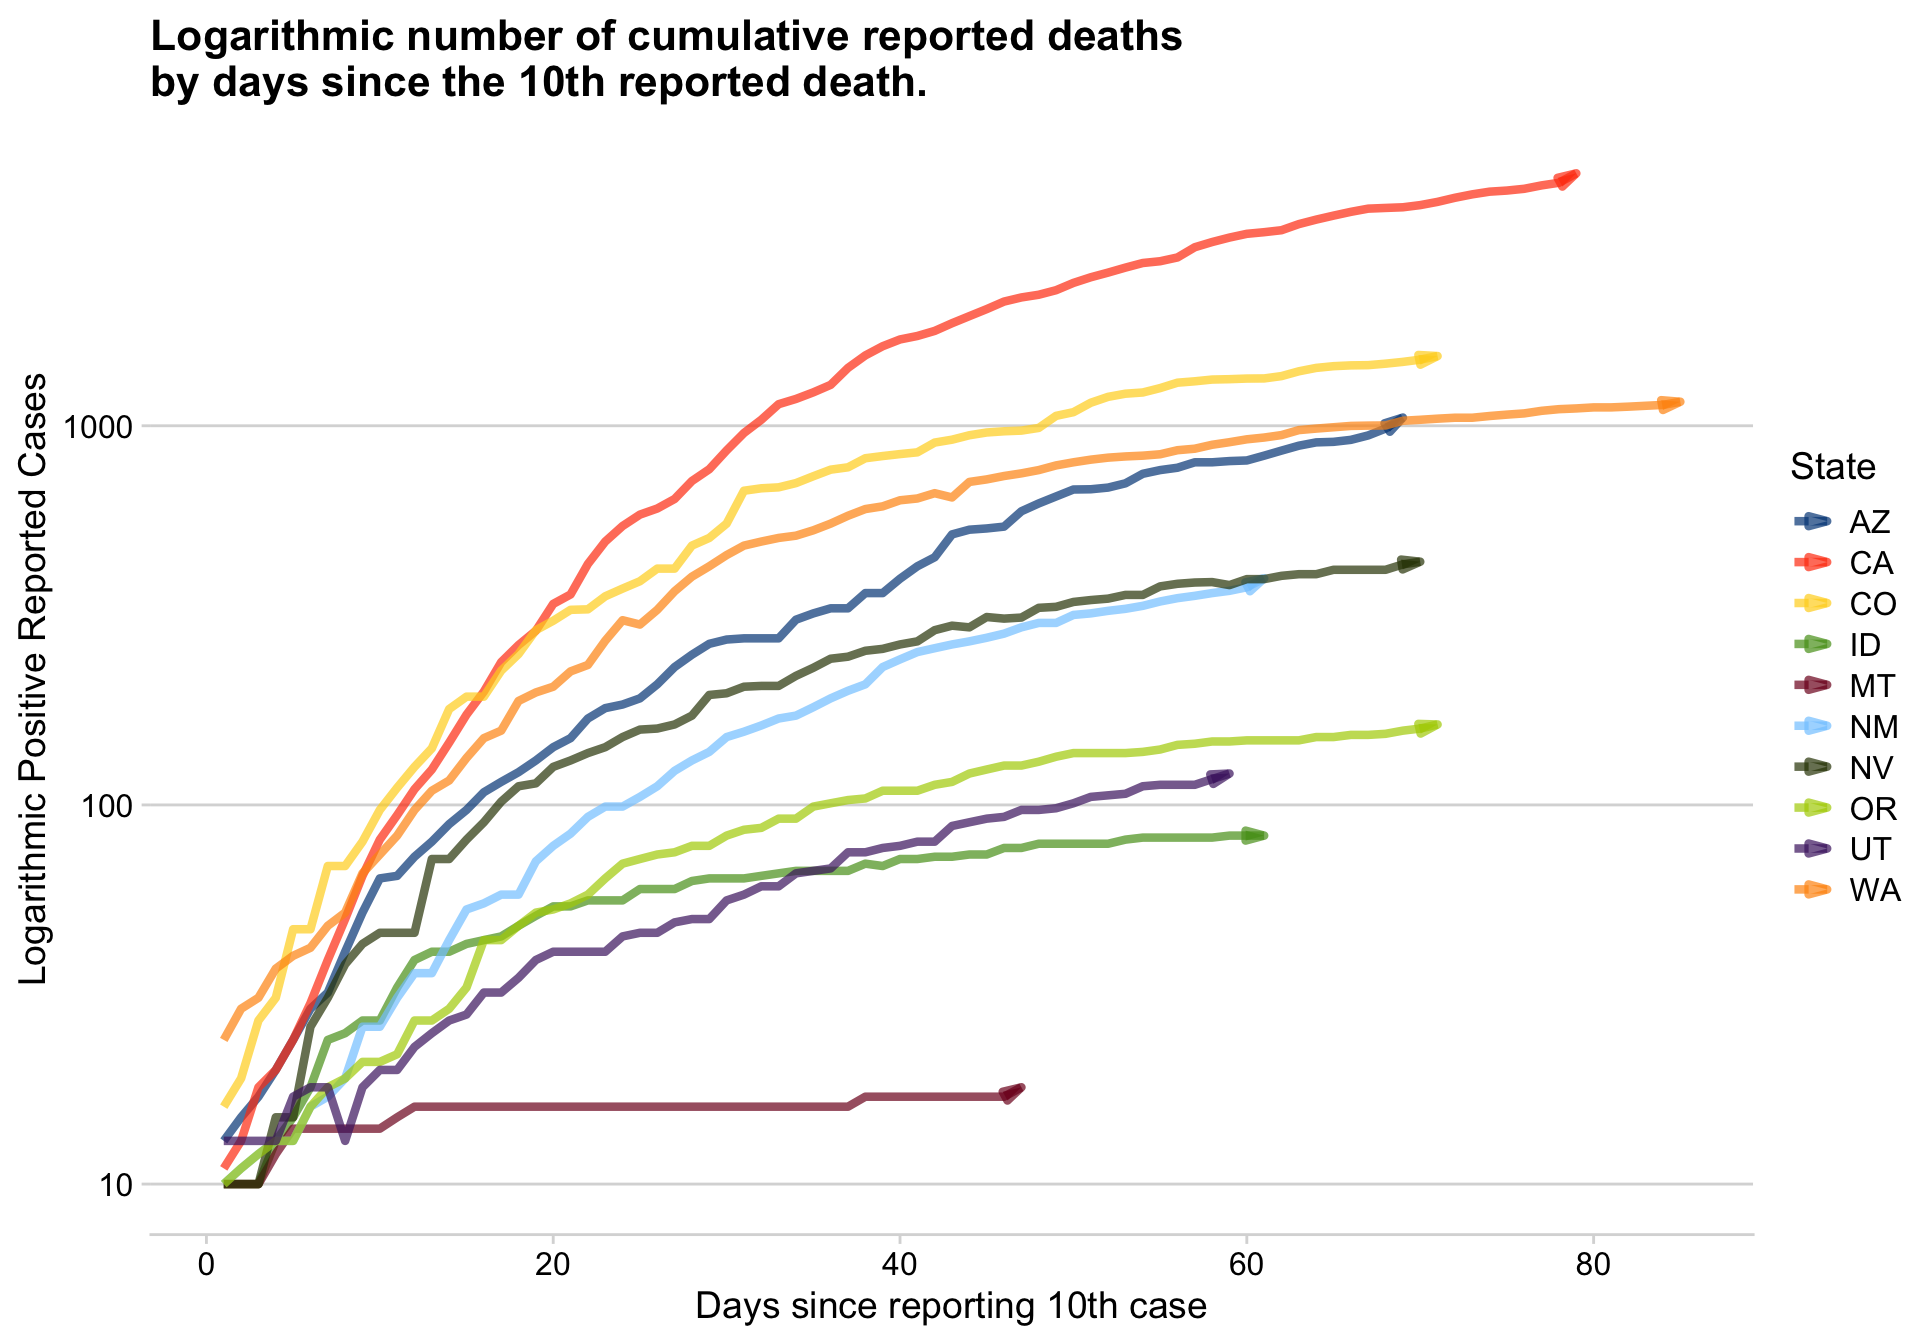 Logarithmic number of cumulative reported deaths
by days since the 10th reported death.
Logarithmic Positive Reported Cases
1000
100
10
0 20 40 60 80
Days since reporting 10th case
State
AZ
CA
CO
ID
MT
NM
NV
OR
UT
WA